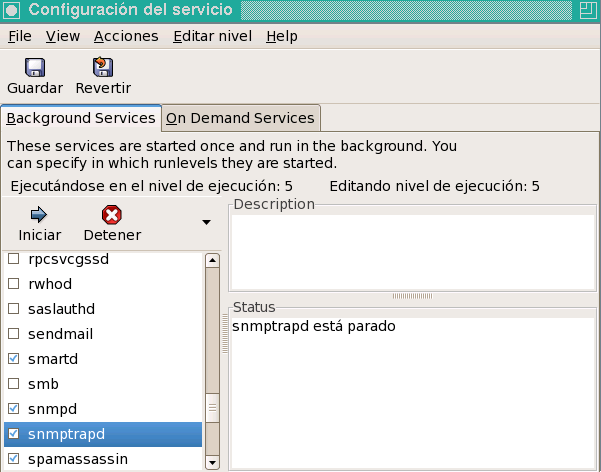 Configuración del servicio
File View Acciones Editar nivel Help
Guardar Revertir
Background Services On Demand Services
These services are started once and run in the background. You
can specify in which runlevels they are started.
Ejecutándose en el nivel de ejecución: 5 Editando nivel de ejecución: 5
Iniciar Detener
rpcsvcgssd
rwhod
saslauthd
sendmail
smartd
smb
snmpd
snmptrapd
spamassassin
Description
Status
snmptrapd está parado